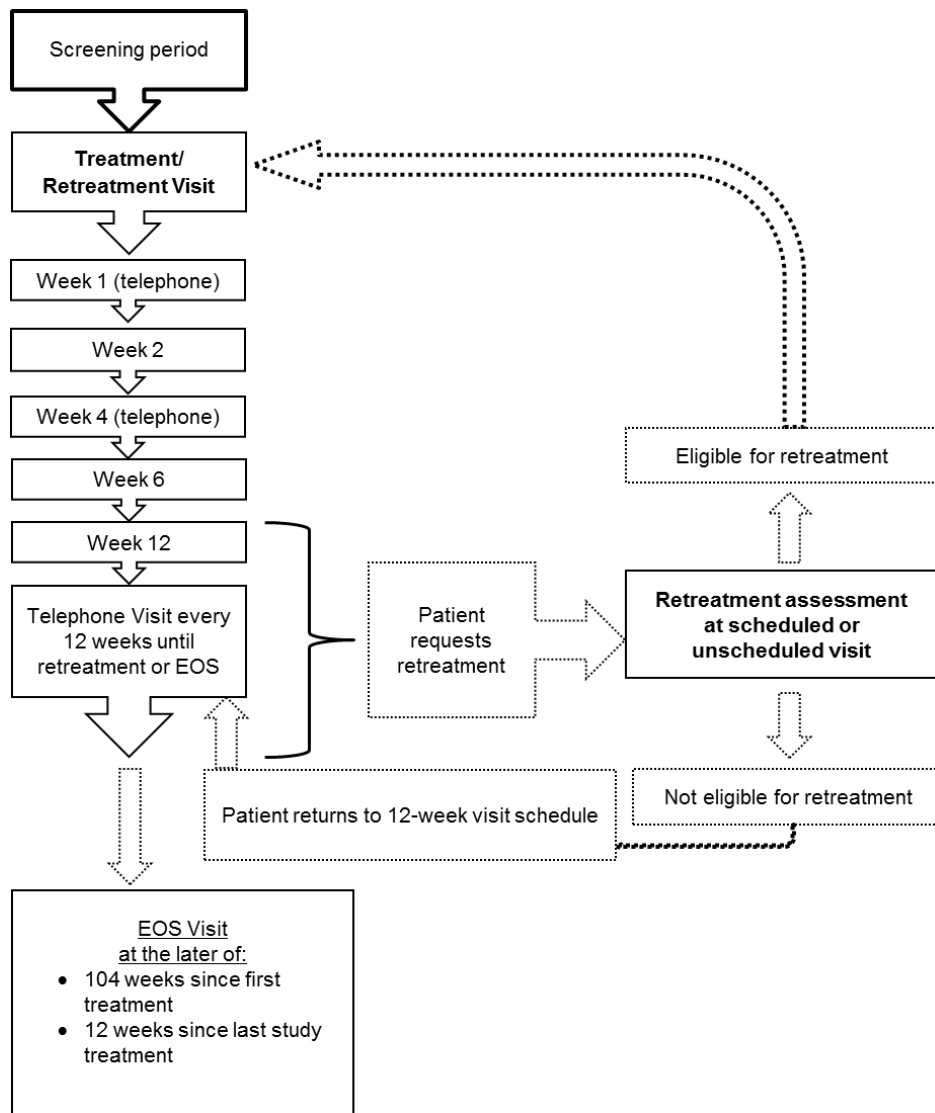 Screening period
Treatment/
Retreatment Visit
Week 1 (telephone)
Week 2
Week 4 (telephone)
Week 6
Week 12
Telephone Visit every
12 weeks until
retreatment or EOS
Patient
requests
retreatment
Eligible for retreatment
Retreatment assessment
at scheduled or
unscheduled visit
Not eligible for retreatment
Patient returns to 12-week visit schedule
EOS Visit
at the later of:
• 104 weeks since first
treatment
• 12 weeks since last study
treatment